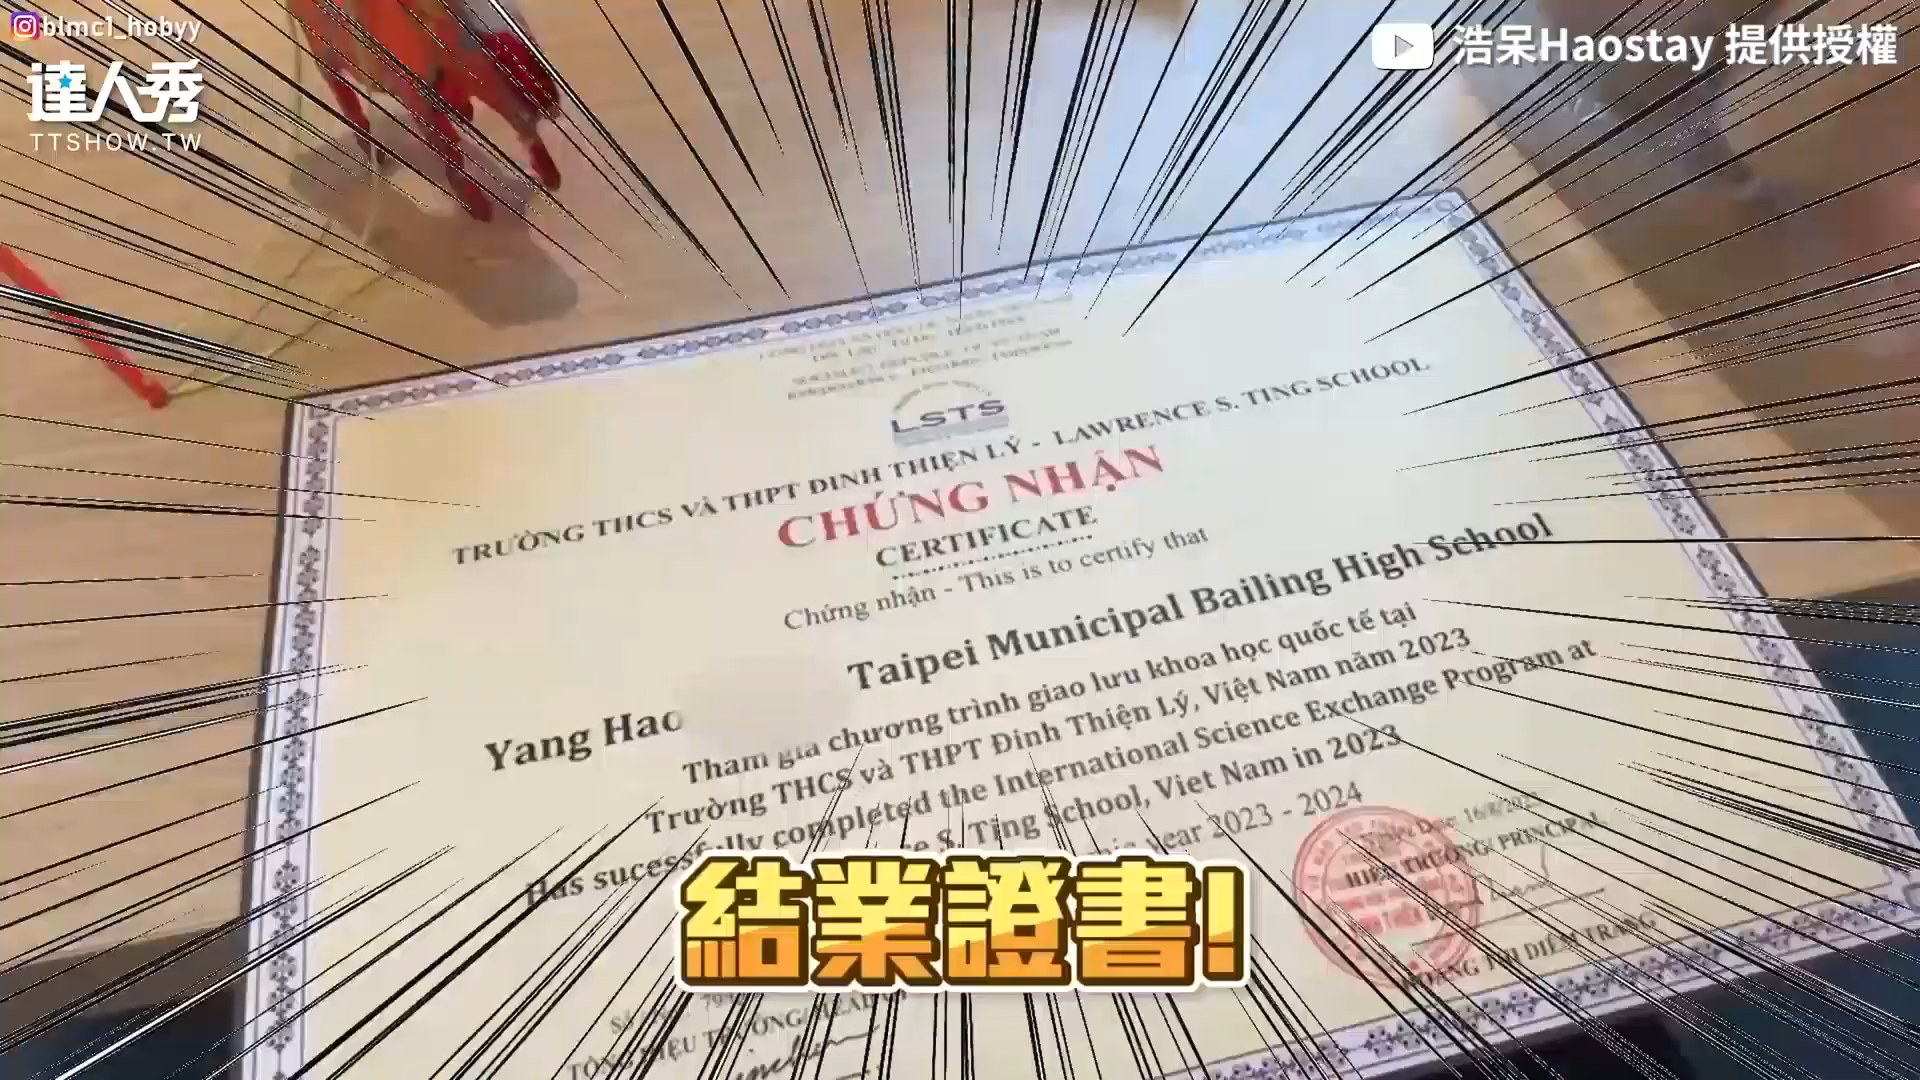 blmcl_hobyy
達人秀
TTSHOW.TW
浩呆Haostay 提供授權
LSTS
TRƯỜNG THCS VÀ THPT ĐINH THIỆN LÝ - LAWRENCE S. TING SCHOOL
CHỨNG NHẬN
CERTIFICATE
Chứng nhận - This is to certify that
Yang Hao
Taipei Municipal Bailing High School
Tham gia chương trình giao lưu khoa học quốc tế tại
Trường THCS và THPT Đinh Thiện Lý, Việt Nam năm 2023
Has sucessfully completed the International Science Exchange Program at
S. Ting School, Viet Nam in 2023
year 2023 - 2024
HIỆU TRƯỞNG/ PRINCIPAL
結業證書!